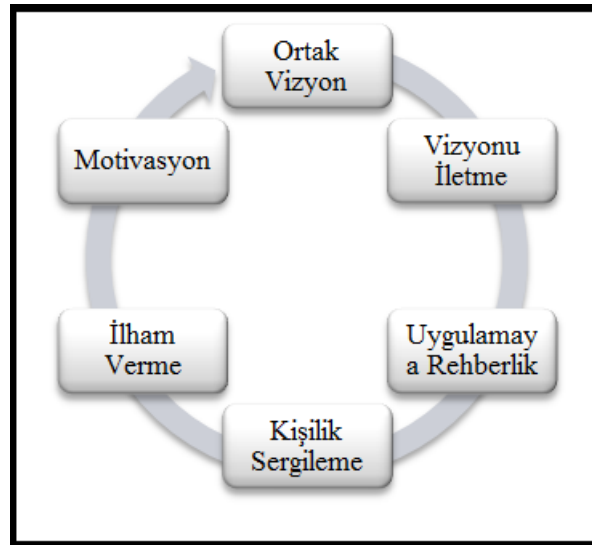 Ortak
Vizyon
Vizyonu
İletme
Uygulamay
a Rehberlik
Kişilik
Sergileme
İlham
Verme
Motivasyon